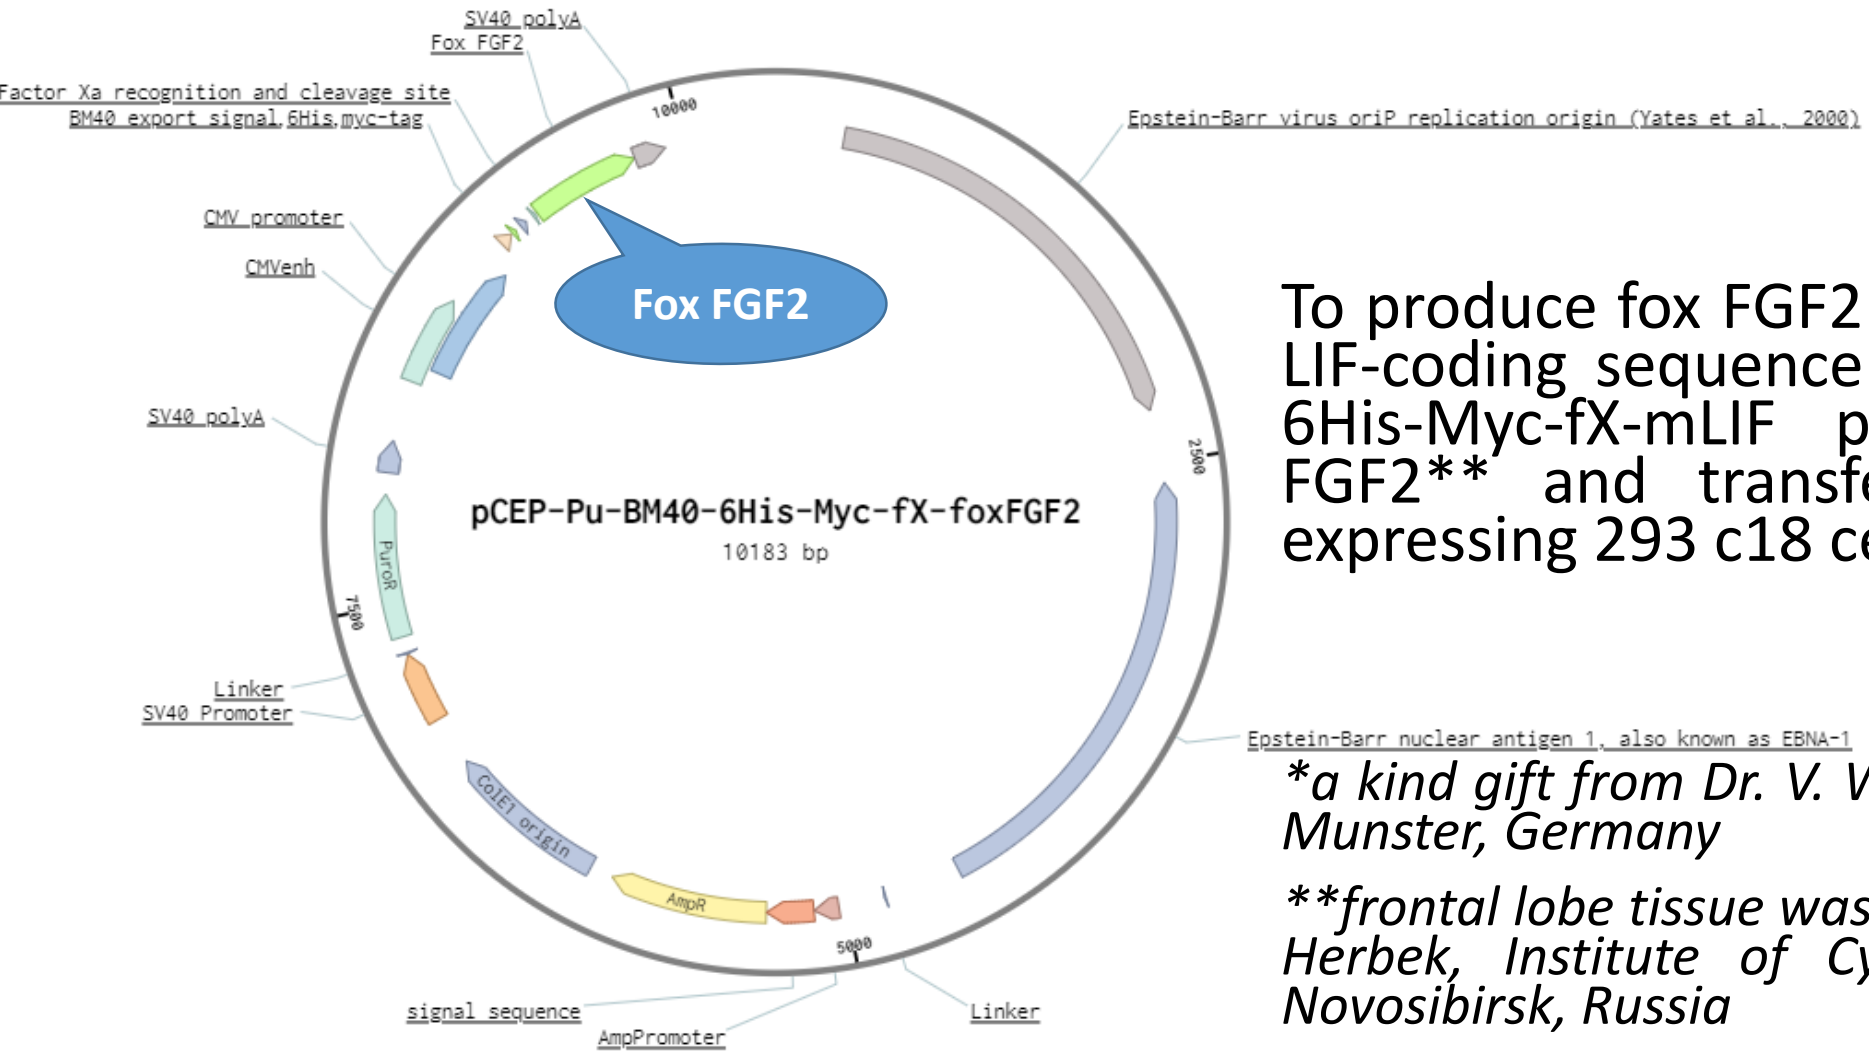 SV40 polyA
Fox FGF2
Factor Xa recognition and cleavage site
BM40 export signal,6His,myc-tag
CMV promoter
CMVenh
SV40 polyA
Linker
SV40 Promoter
signal sequence
AmpPromoter
Linker
Epstein-Barr nuclear antigen 1, also known as EBNA-1
Epstein-Barr virus oriP replication origin (Yates et al., 2000)
10000
2500
5000
7500
PuroR
ColE1 origin
AmpR
Fox FGF2
pCEP-Pu-BM40-6His-Myc-fX-foxFGF2
10183 bp
To produce fox FGF2
LIF-coding sequence
6His-Myc-fX-mLIF p
FGF2** and transfe
expressing 293 c18 ce
*a kind gift from Dr. V. W
Munster, Germany
**frontal lobe tissue was
Herbek, Institute of Cy
Novosibirsk, Russia